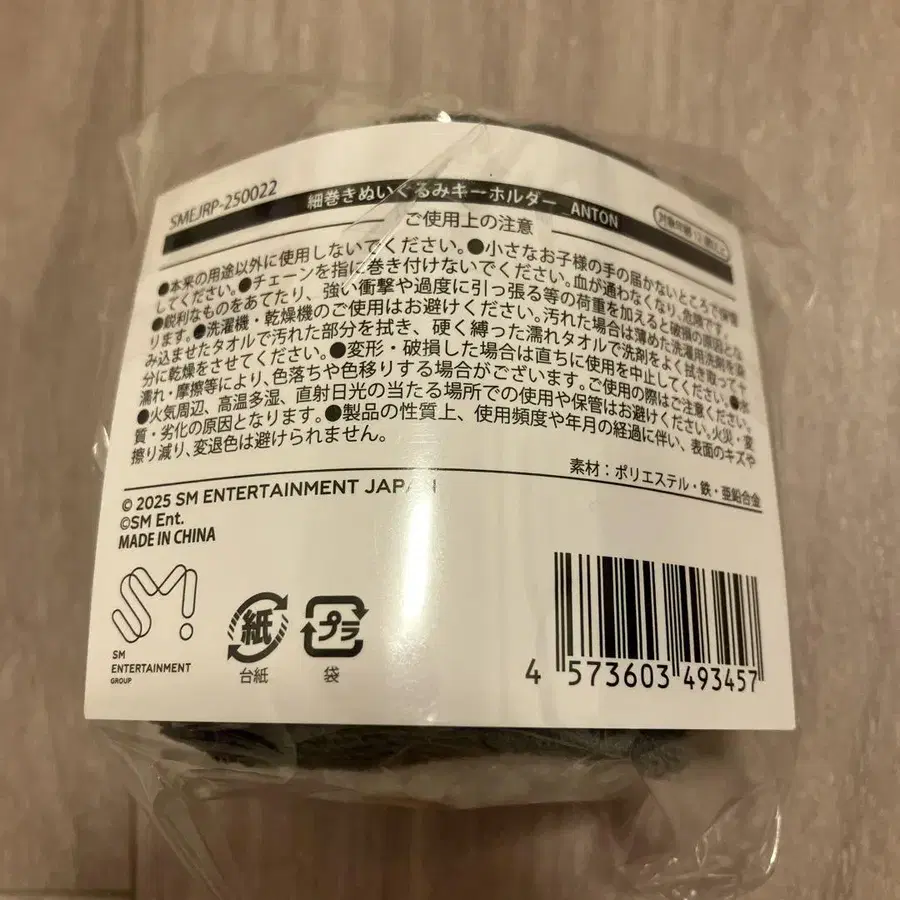 SMEJRP-250022
細巻きぬいぐるみキーホルダー_ANTON
ご使用上の注意
●本来の用途以外に使用しないでください。●小さなお子様の手の届かないところで保管
してください。●チェーンを指に巻き付けないでください。血が通わなくなり、危険です。
●鋭利なものをあてたり、強い衝撃や過度に引っ張る等の荷重を加えると破損の原因とな
ります。●洗濯機・乾燥機のご使用はお避けください。汚れた場合は薄めた洗濯用洗剤を染
み込ませたタオルで汚れた部分を拭き、硬く縛った濡れタオルで洗剤をよく拭き取って十
分に乾燥をさせてください。●変形・破損した場合は直ちに使用を中止してください。●水
濡れ・摩擦等により、色落ちや色移りする場合がございます。ご使用の際はご注意ください。
●火気周辺、高温多湿、直射日光の当たる場所での使用や保管はお避けください。火災・変
質・劣化の原因となります。●製品の性質上、使用頻度や年月の経過に伴い、表面のキズや
擦り減り、変退色は避けられません。
素材：ポリエステル・鉄・亜鉛合金
© 2025 SM ENTERTAINMENT JAPAN
©SM Ent.
MADE IN CHINA
SM
ENTERTAINMENT
GROUP
紙
台紙
プラ
袋
4 573603 493457